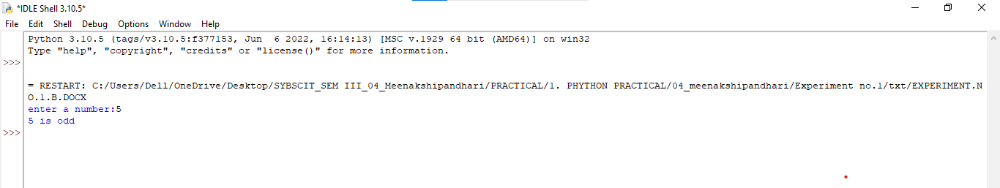 *IDLE Shell 3.10.5*
File Edit Shell Debug Options Window Help
Python 3.10.5 (tags/v3.10.5:f377153, Jun  6 2022, 16:14:13) [MSC v.1929 64 bit (AMD64)] on win32
Type "help", "copyright", "credits" or "license()" for more information.
>>>
= RESTART: C:/Users/Dell/OneDrive/Desktop/SYBSCIT_SEM III_04_Meenakshipandhari/PRACTICAL/1. PHYTHON PRACTICAL/04_meenakshipandhari/Experiment no.1/txt/EXPERIMENT.N
O.1.B.DOCX
enter a number:5
5 is odd
>>>